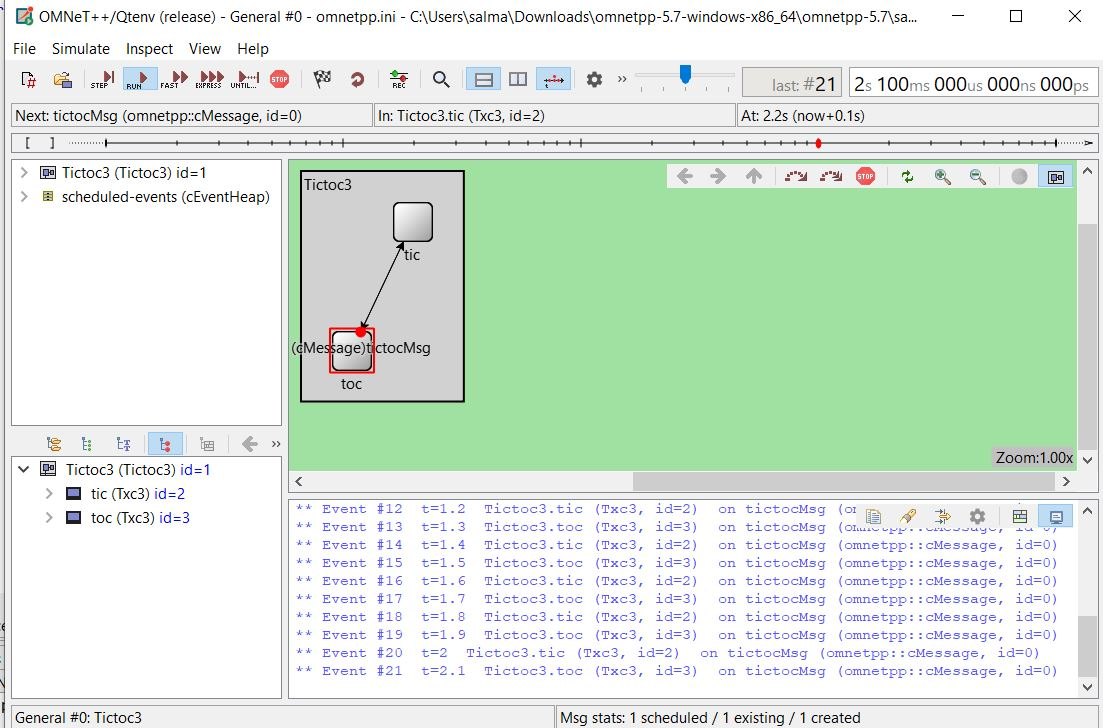 OMNeT++/Qtenv (release) - General #0 - omnetpp.ini - C:\Users\salma\Downloads\omnetpp-5.7-windows-x86_64\omnetpp-5.7\sa...
File Simulate Inspect View Help
STEP RUN FAST EXPRESS UNTIL... STOP REC » last: #21 2s 100ms 000us 000ns 000ps
Next: tictocMsg (omnetpp::cMessage, id=0) In: Tictoc3.tic (Txc3, id=2) At: 2.2s (now+0.1s)
[ ]
Tictoc3 (Tictoc3) id=1
scheduled-events (cEventHeap)
STOP
Tictoc3
tic
(cMessage)tictocMsg
toc
Zoom:1.00x
»
Tictoc3 (Tictoc3) id=1
tic (Txc3) id=2
toc (Txc3) id=3
** Event #12 t=1.2 Tictoc3.tic (Txc3, id=2) on tictocMsg (om
** Event #13 t=1.3 Tictoc3.toc (Txc3, id=3) on tictocMsg (omnetpp::cMessage, id=0)
** Event #14 t=1.4 Tictoc3.tic (Txc3, id=2) on tictocMsg (omnetpp::cMessage, id=0)
** Event #15 t=1.5 Tictoc3.toc (Txc3, id=3) on tictocMsg (omnetpp::cMessage, id=0)
** Event #16 t=1.6 Tictoc3.tic (Txc3, id=2) on tictocMsg (omnetpp::cMessage, id=0)
** Event #17 t=1.7 Tictoc3.toc (Txc3, id=3) on tictocMsg (omnetpp::cMessage, id=0)
** Event #18 t=1.8 Tictoc3.tic (Txc3, id=2) on tictocMsg (omnetpp::cMessage, id=0)
** Event #19 t=1.9 Tictoc3.toc (Txc3, id=3) on tictocMsg (omnetpp::cMessage, id=0)
** Event #20 t=2 Tictoc3.tic (Txc3, id=2) on tictocMsg (omnetpp::cMessage, id=0)
** Event #21 t=2.1 Tictoc3.toc (Txc3, id=3) on tictocMsg (omnetpp::cMessage, id=0)
General #0: Tictoc3 Msg stats: 1 scheduled / 1 existing / 1 created